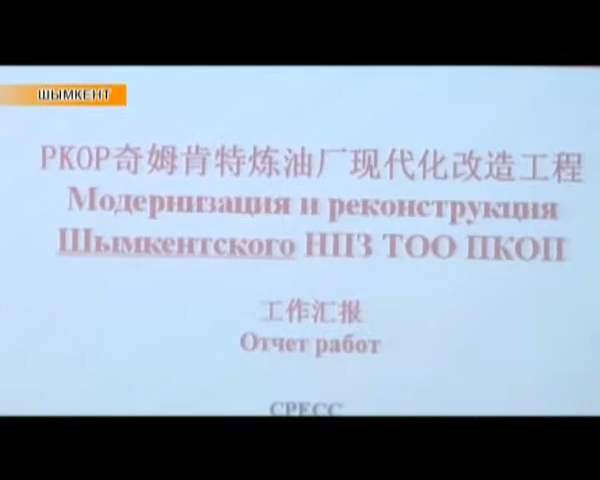 ШЫМКЕНТ
PKOP奇姆肯特炼油厂现代化改造工程
Модернизация и реконструкция
Шымкентского НПЗ ТОО ПКОП
工作汇报
Отчет работ
CPECC